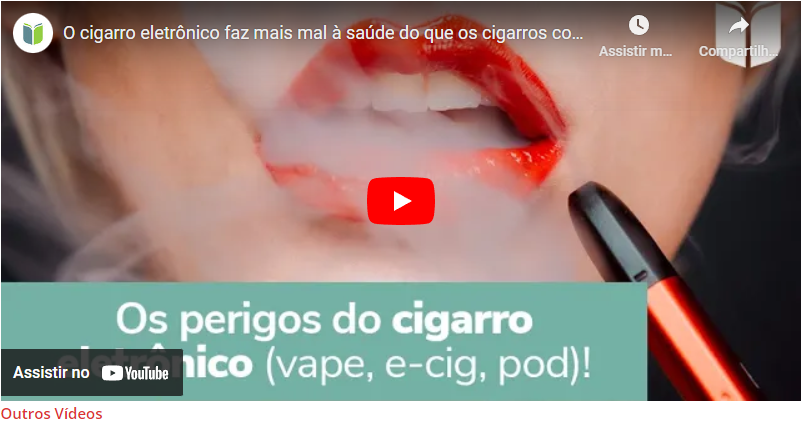 O cigarro eletrônico faz mais mal à saúde do que os cigarros co...
Assistir m...
Compartilh...
Os perigos do cigarro
eletrônico (vape, e-cig, pod)!
Assistir no YouTube
Outros Vídeos